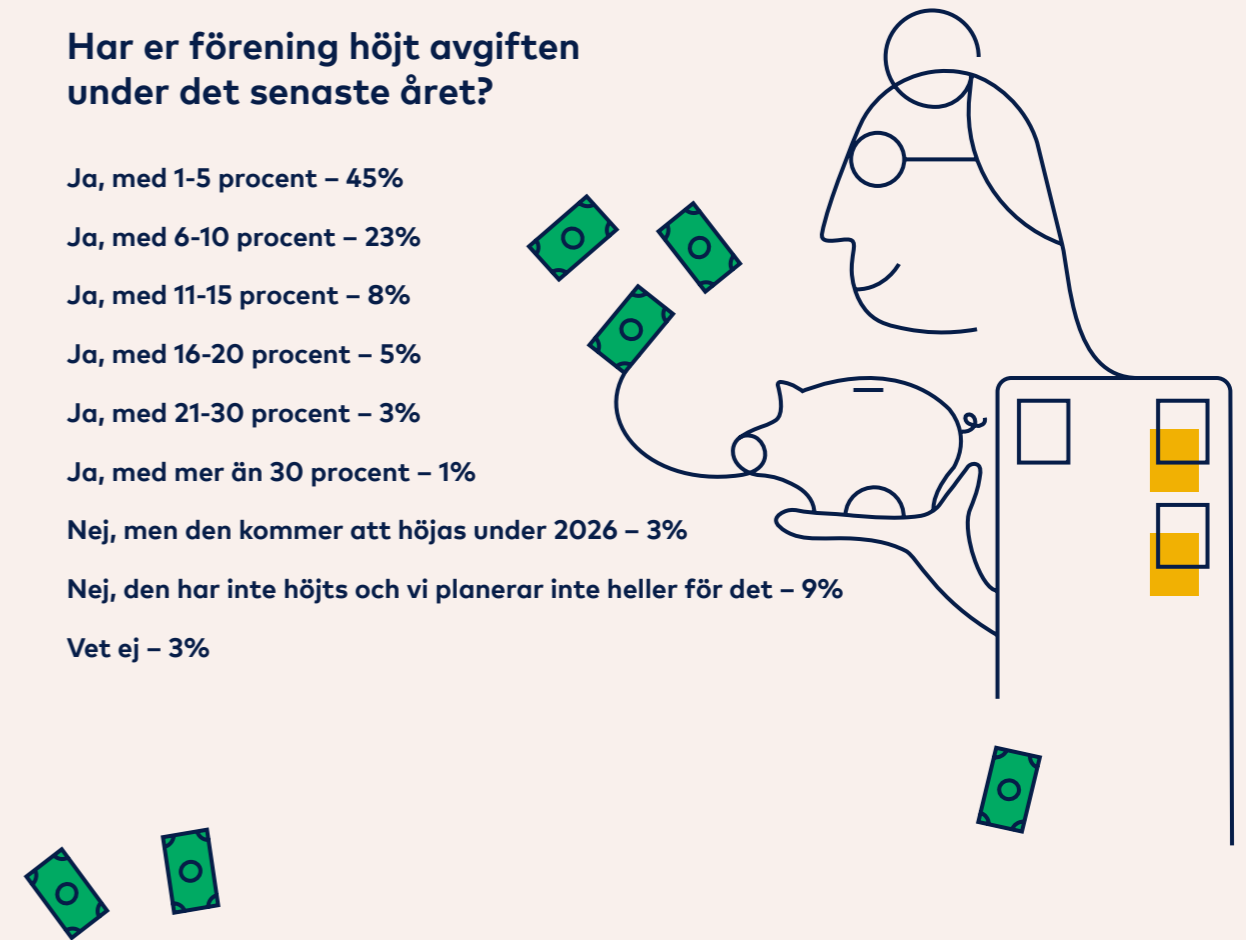 Har er förening höjt avgiften
under det senaste året?
Ja, med 1-5 procent – 45%
Ja, med 6-10 procent – 23%
Ja, med 11-15 procent – 8%
Ja, med 16-20 procent – 5%
Ja, med 21-30 procent – 3%
Ja, med mer än 30 procent – 1%
Nej, men den kommer att höjas under 2026 – 3%
Nej, den har inte höjts och vi planerar inte heller för det – 9%
Vet ej – 3%